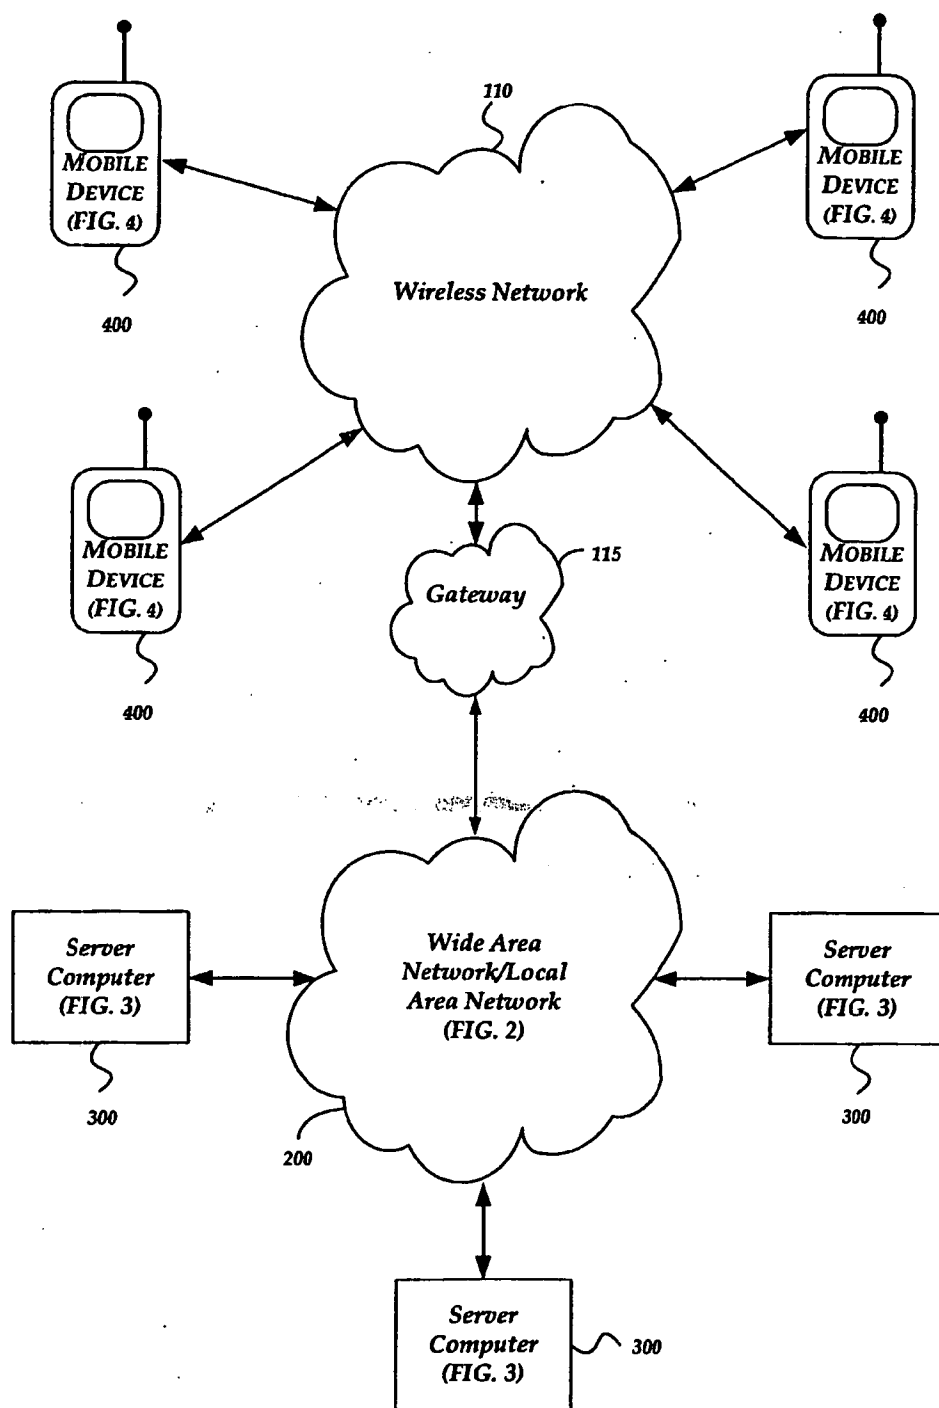 110
MOBILE
DEVICE
(FIG. 4)
400
MOBILE
DEVICE
(FIG. 4)
400
Wireless Network
MOBILE
DEVICE
(FIG. 4)
400
MOBILE
DEVICE
(FIG. 4)
400
115
Gateway
Server
Computer
(FIG. 3)
300
Wide Area
Network/Local
Area Network
(FIG. 2)
200
Server
Computer
(FIG. 3)
300
Server
Computer
(FIG. 3)
300